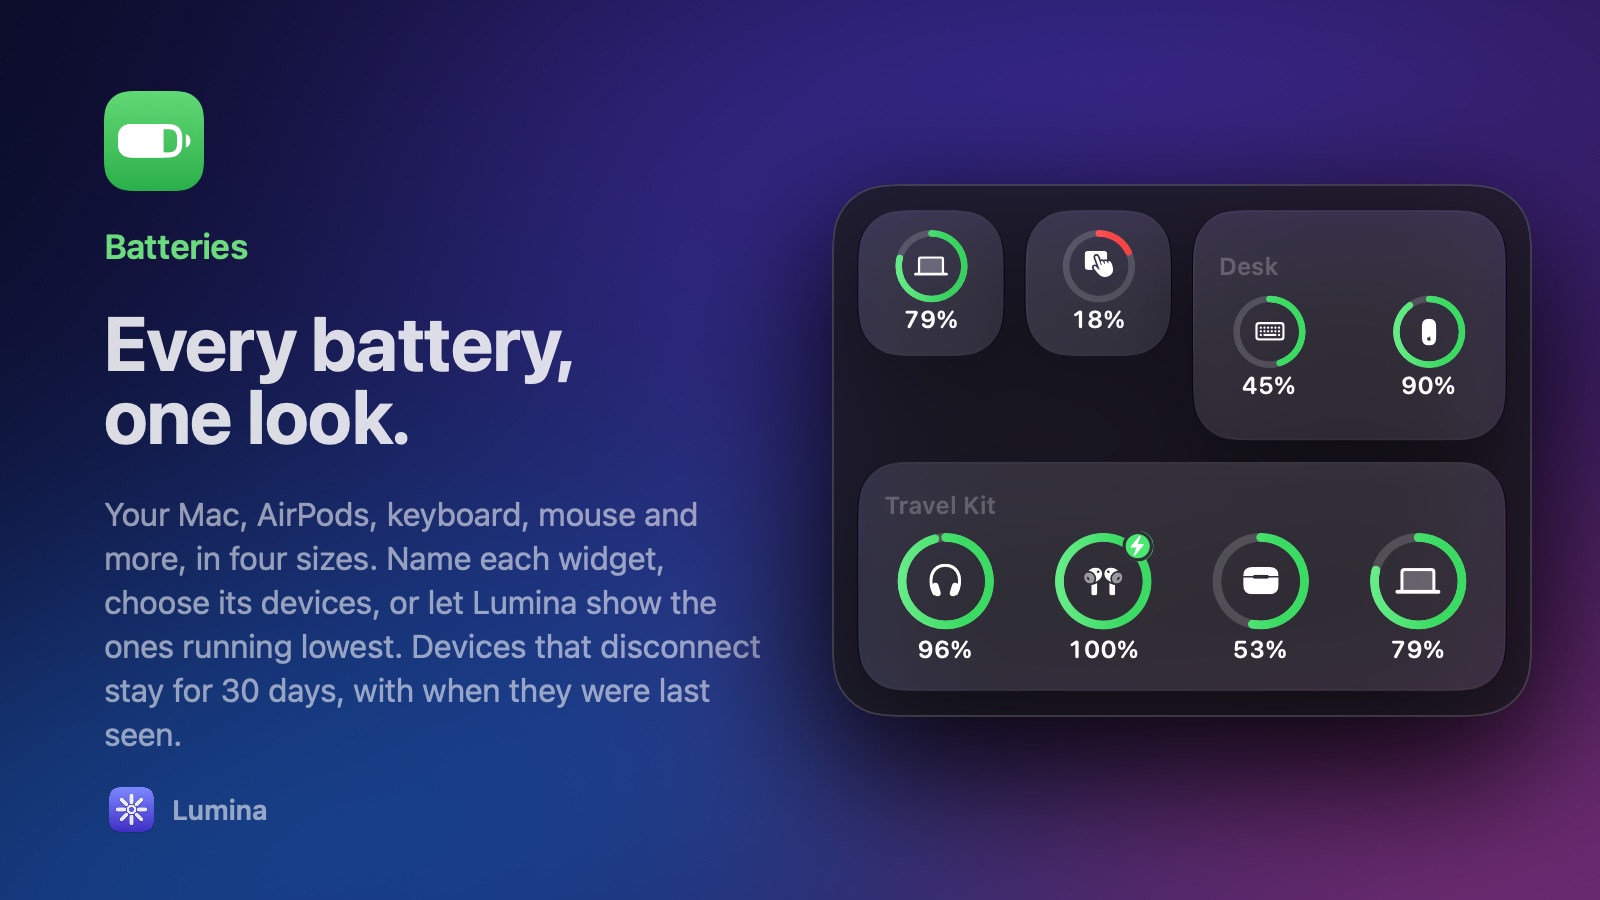 Batteries
Every battery,
one look.
Your Mac, AirPods, keyboard, mouse and
more, in four sizes. Name each widget,
choose its devices, or let Lumina show the
ones running lowest. Devices that disconnect
stay for 30 days, with when they were last
seen.
Lumina
79%
18%
Desk
45%
90%
Travel Kit
96%
100%
53%
79%